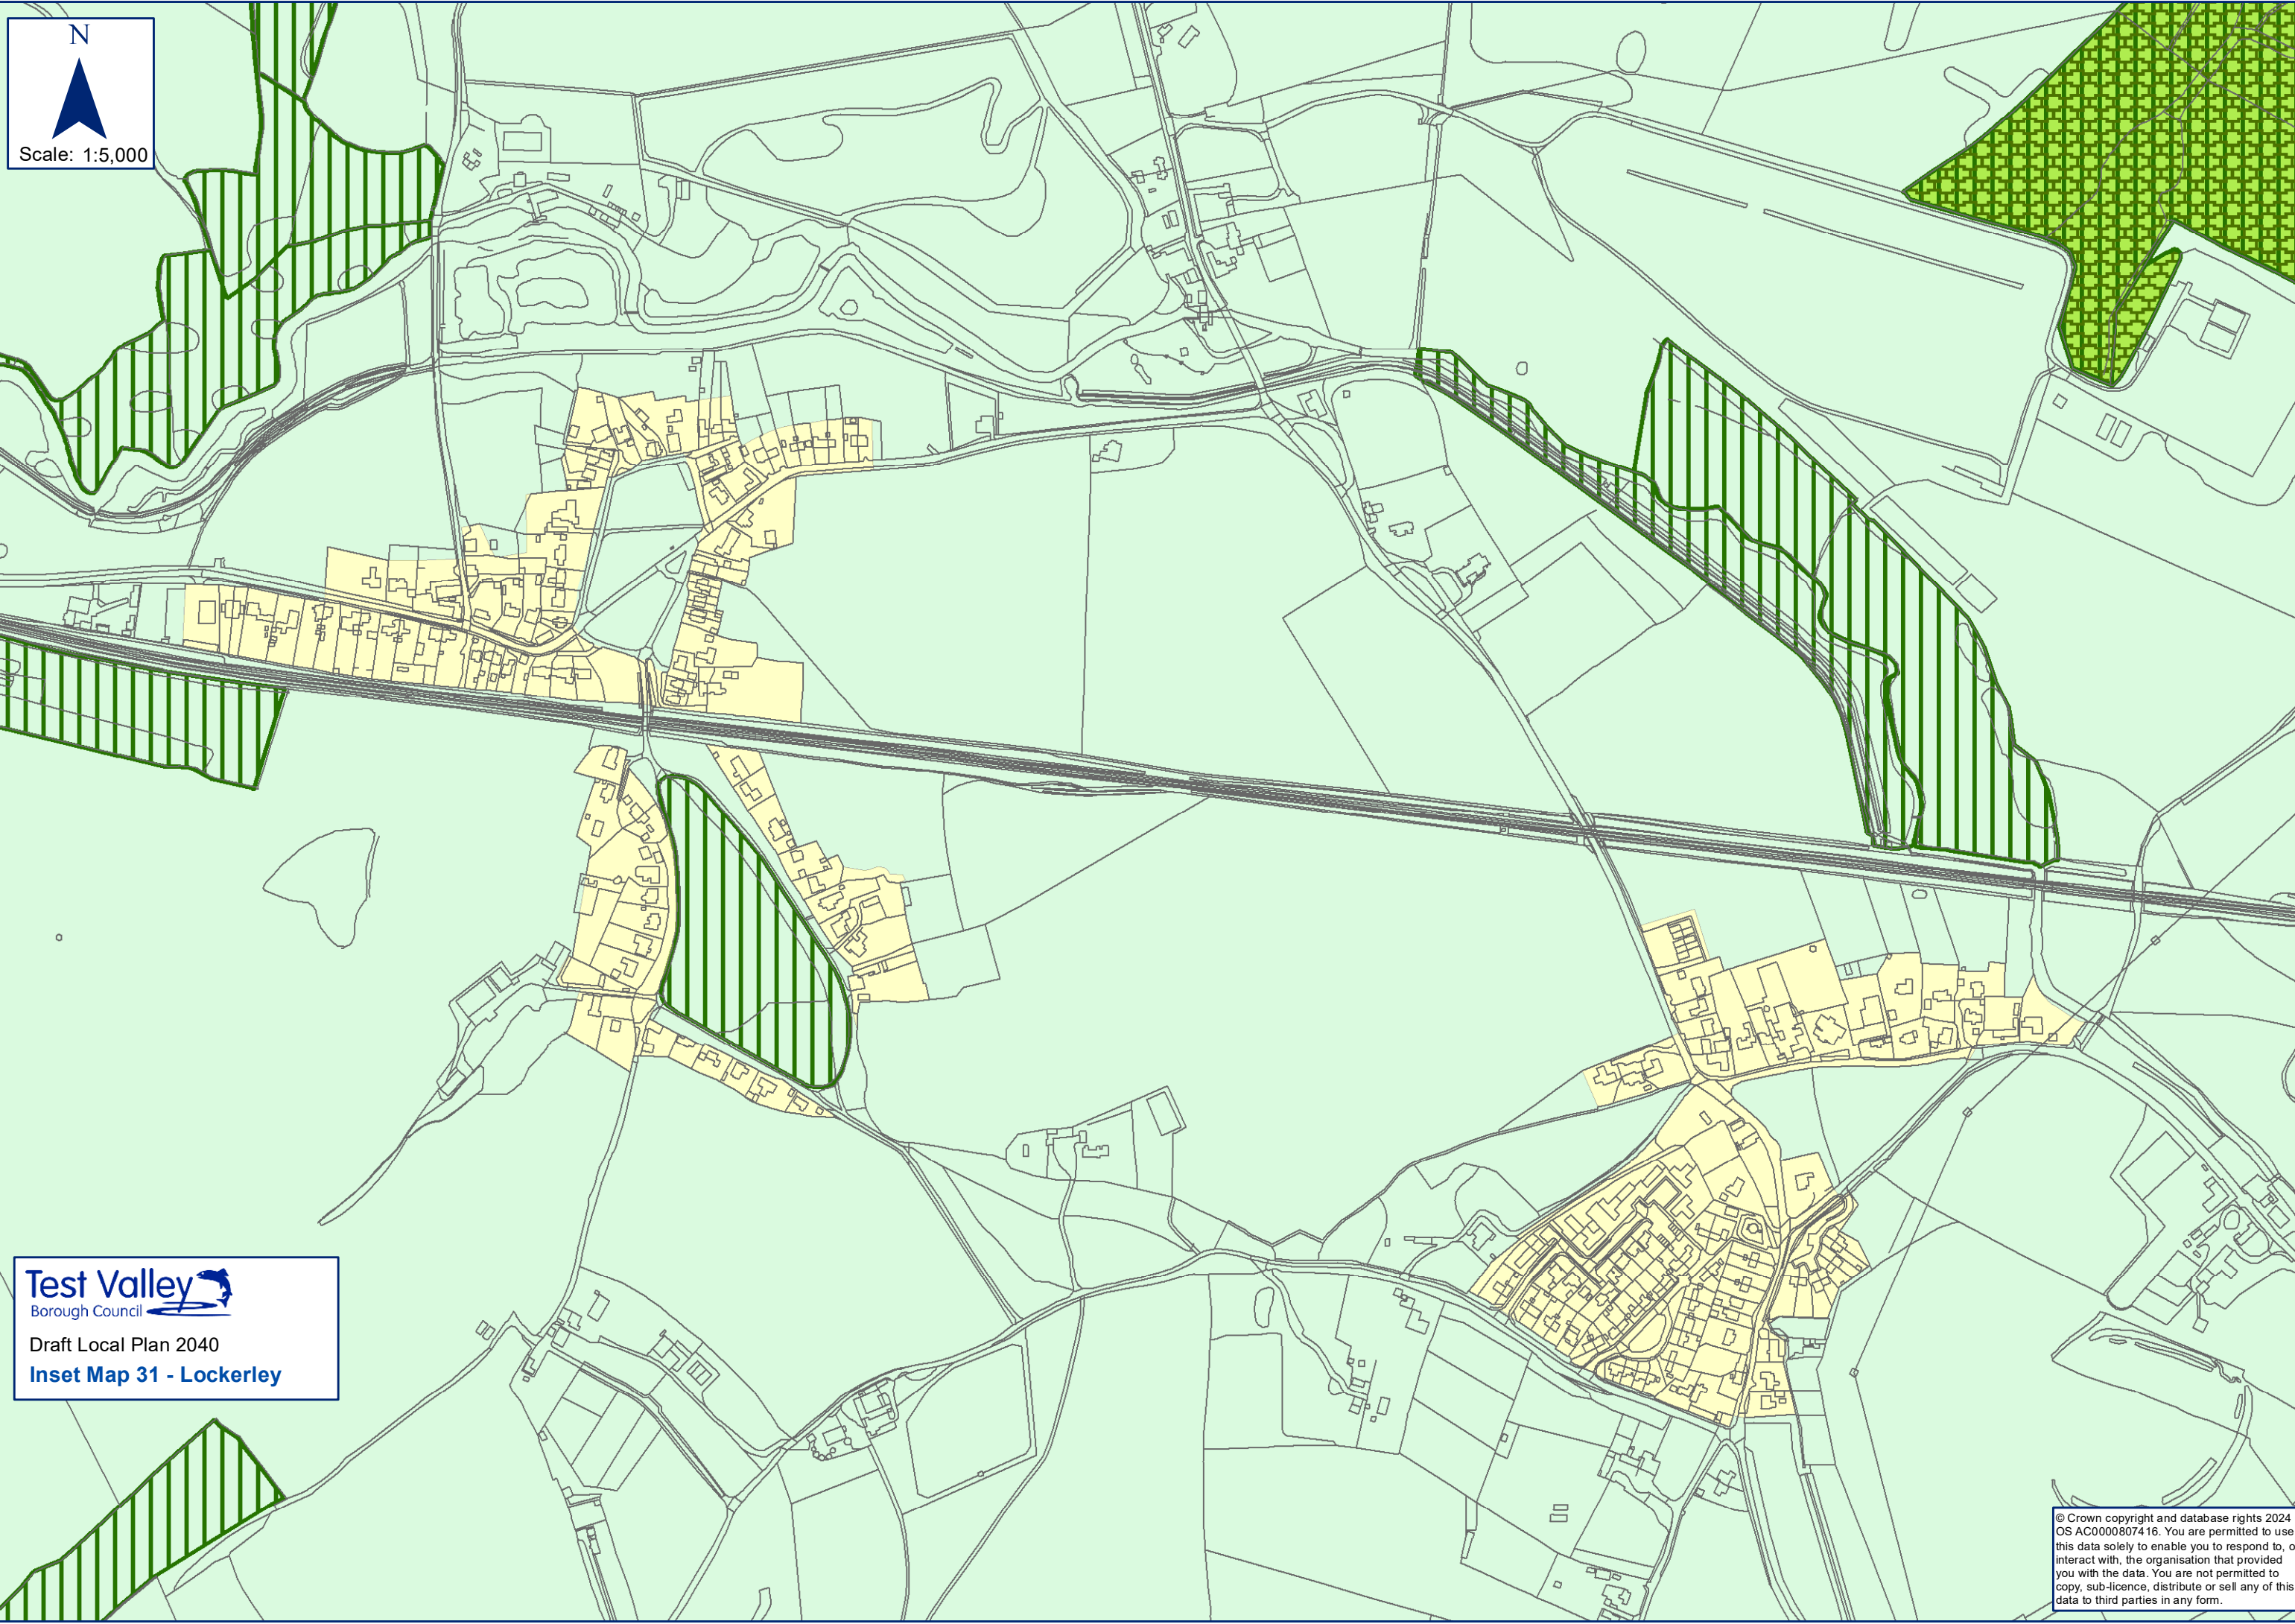 N
Scale: 1:5,000
Test Valley
Borough Council
Draft Local Plan 2040
Inset Map 31 - Lockerley
© Crown copyright and database rights 2024
OS AC0000807416. You are permitted to use
this data solely to enable you to respond to, o
interact with, the organisation that provided
you with the data. You are not permitted to
copy, sub-licence, distribute or sell any of this
data to third parties in any form.